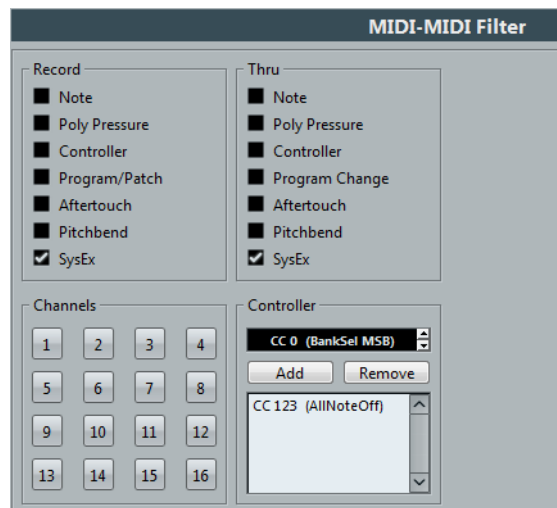 MIDI-MIDI Filter
Record
Note
Poly Pressure
Controller
Program/Patch
Aftertouch
Pitchbend
SysEx
Thru
Note
Poly Pressure
Controller
Program Change
Aftertouch
Pitchbend
SysEx
Channels
1 2 3 4
5 6 7 8
9 10 11 12
13 14 15 16
Controller
CC 0 (BankSel MSB)
Add Remove
CC 123 (AllNoteOff)